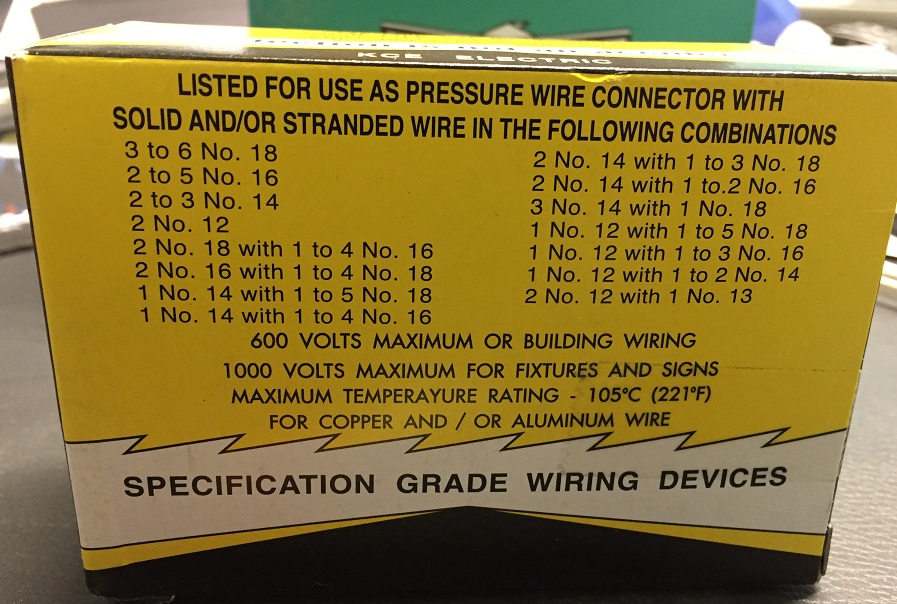 KCE ELECTRIC
LISTED FOR USE AS PRESSURE WIRE CONNECTOR WITH
SOLID AND/OR STRANDED WIRE IN THE FOLLOWING COMBINATIONS
3 to 6 No. 18
2 to 5 No. 16
2 to 3 No. 14
2 No. 12
2 No. 18 with 1 to 4 No. 16
2 No. 16 with 1 to 4 No. 18
1 No. 14 with 1 to 5 No. 18
1 No. 14 with 1 to 4 No. 16
2 No. 14 with 1 to 3 No. 18
2 No. 14 with 1 to.2 No. 16
3 No. 14 with 1 No. 18
1 No. 12 with 1 to 5 No. 18
1 No. 12 with 1 to 3 No. 16
1 No. 12 with 1 to 2 No. 14
2 No. 12 with 1 No. 13
600 VOLTS MAXIMUM OR BUILDING WIRING
1000 VOLTS MAXIMUM FOR FIXTURES AND SIGNS
MAXIMUM TEMPERAYURE RATING - 105°C (221°F)
FOR COPPER AND / OR ALUMINUM WIRE
SPECIFICATION GRADE WIRING DEVICES